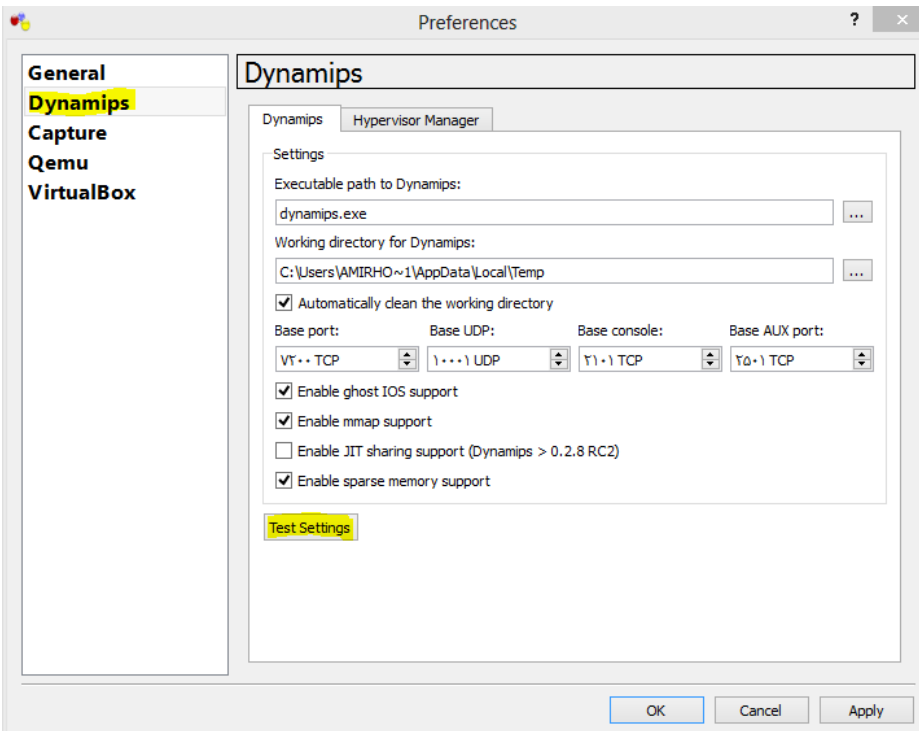 Preferences
?
General
Dynamips
Capture
Qemu
VirtualBox
Dynamips
Dynamips Hypervisor Manager
Settings
Executable path to Dynamips:
dynamips.exe
...
Working directory for Dynamips:
C:\Users\AMIRHO~1\AppData\Local\Temp
...
Automatically clean the working directory
Base port: Base UDP: Base console: Base AUX port:
۷۲۰۰ TCP ۱۰۰۰۱ UDP ۲۱۰۱ TCP ۲۵۰۱ TCP
Enable ghost IOS support
Enable mmap support
Enable JIT sharing support (Dynamips > 0.2.8 RC2)
Enable sparse memory support
Test Settings
OK Cancel Apply